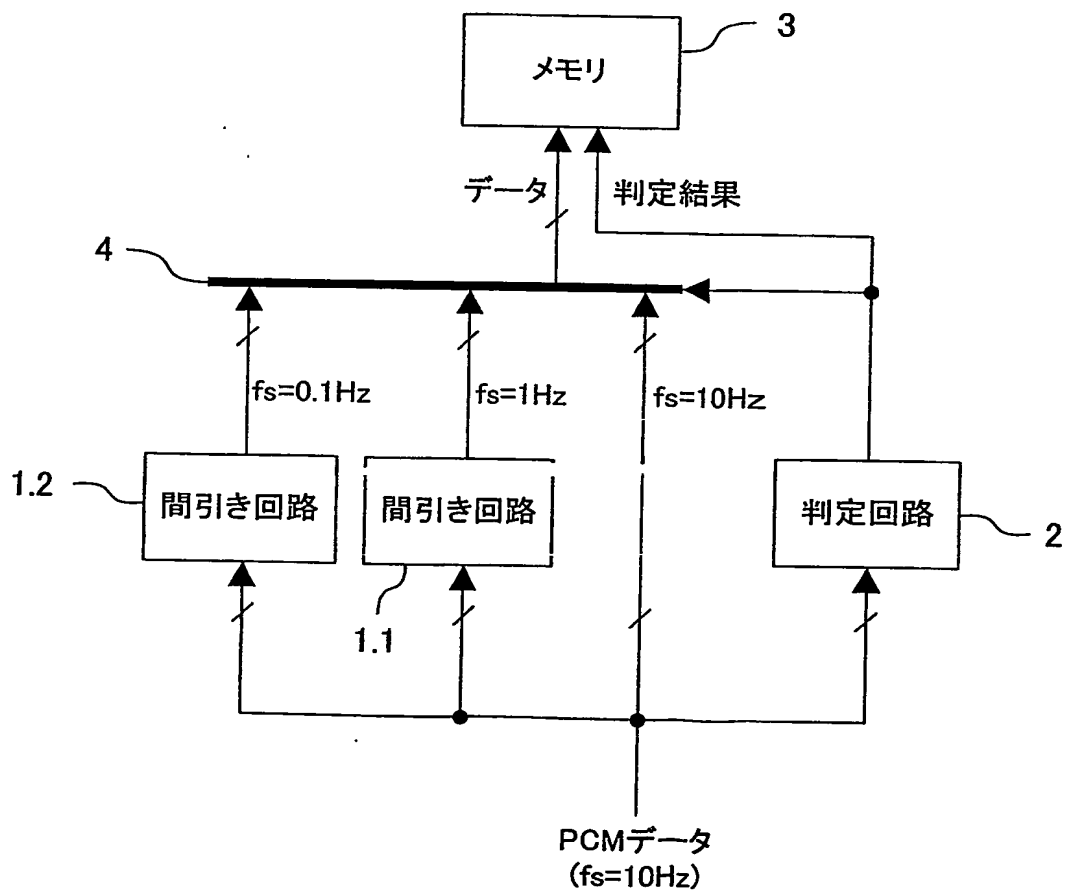 3
メモリ
データ
判定結果
4
fs=0.1Hz
fs=1Hz
fs=10Hz
1.2
間引き回路
間引き回路
判定回路
2
1.1
PCMデータ
(fs=10Hz)